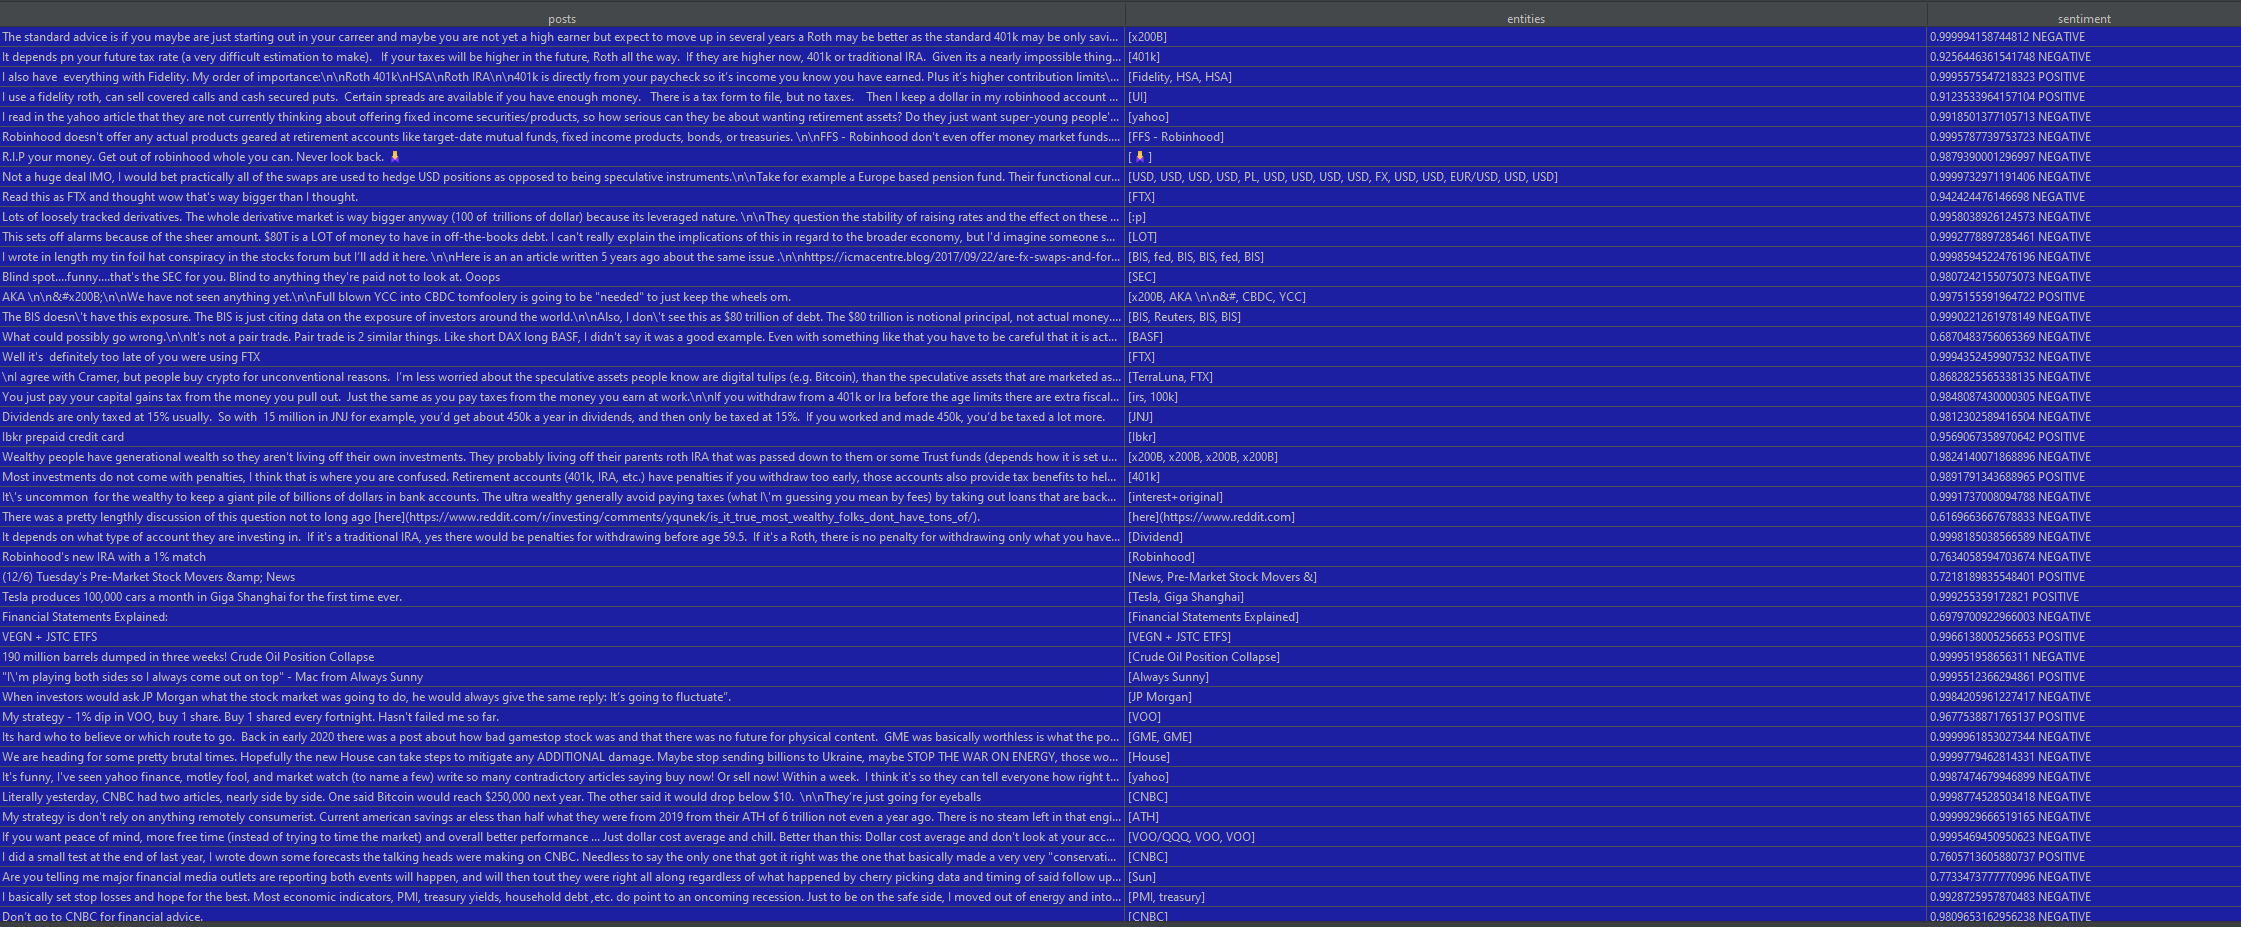 posts entities sentiment
The standard advice is if you maybe are just starting out in your carreer and maybe you are not yet a high earner but expect to move up in several years a Roth may be better as the standard 401k may be only savi... [x200B] 0.999994158744812 NEGATIVE
It depends pn your future tax rate (a very difficult estimation to make). If your taxes will be higher in the future, Roth all the way. If they are higher now, 401k or traditional IRA. Given its a nearly impossible thing... [401k] 0.9256446361541748 NEGATIVE
I also have everything with Fidelity. My order of importance:\n\nRoth 401k\nHSA\nRoth IRA\n\n401k is directly from your paycheck so it's income you know you have earned. Plus it's higher contribution limits\... [Fidelity, HSA, HSA] 0.9995575547218323 POSITIVE
I use a fidelity roth, can sell covered calls and cash secured puts. Certain spreads are available if you have enough money. There is a tax form to file, but no taxes. Then I keep a dollar in my robinhood account ... [UI] 0.9123533964157104 POSITIVE
I read in the yahoo article that they are not currently thinking about offering fixed income securities/products, so how serious can they be about wanting retirement assets? Do they just want super-young people'... [yahoo] 0.9918501377105713 NEGATIVE
Robinhood doesn't offer any actual products geared at retirement accounts like target-date mutual funds, fixed income products, bonds, or treasuries. \n\nFFS - Robinhood don't even offer money market funds.... [FFS - Robinhood] 0.9995787739753723 NEGATIVE
R.I.P your money. Get out of robinhood whole you can. Never look back. [ ] 0.9879390001296997 NEGATIVE
Not a huge deal IMO, I would bet practically all of the swaps are used to hedge USD positions as opposed to being speculative instruments.\n\nTake for example a Europe based pension fund. Their functional cur... [USD, USD, USD, USD, PL, USD, USD, USD, USD, FX, USD, USD, EUR/USD, USD, USD] 0.9999732971191406 NEGATIVE
Read this as FTX and thought wow that's way bigger than I thought. [FTX] 0.942424476146698 NEGATIVE
Lots of loosely tracked derivatives. The whole derivative market is way bigger anyway (100 of trillions of dollar) because its leveraged nature. \n\nThey question the stability of raising rates and the effect on these ... [:p] 0.9958038926124573 NEGATIVE
This sets off alarms because of the sheer amount. $80T is a LOT of money to have in off-the-books debt. I can't really explain the implications of this in regard to the broader economy, but I'd imagine someone s... [LOT] 0.9992778897285461 NEGATIVE
I wrote in length my tin foil hat conspiracy in the stocks forum but I'll add it here. \n\nHere is an an article written 5 years ago about the same issue .\n\nhttps://icmacentre.blog/2017/09/22/are-fx-swaps-and-for... [BIS, fed, BIS, BIS, fed, BIS] 0.9998594522476196 NEGATIVE
Blind spot....funny....that's the SEC for you. Blind to anything they're paid not to look at. Ooops [SEC] 0.9807242155075073 NEGATIVE
AKA \n\n&#x200B;\n\nWe have not seen anything yet.\n\nFull blown YCC into CBDC tomfoolery is going to be "needed" to just keep the wheels om. [x200B, AKA \n\n&#, CBDC, YCC] 0.9975155591964722 POSITIVE
The BIS doesn\'t have this exposure. The BIS is just citing data on the exposure of investors around the world.\n\nAlso, I don\'t see this as $80 trillion of debt. The $80 trillion is notional principal, not actual money.... [BIS, Reuters, BIS, BIS] 0.9990221261978149 NEGATIVE
What could possibly go wrong.\n\nIt's not a pair trade. Pair trade is 2 similar things. Like short DAX long BASF, I didn't say it was a good example. Even with something like that you have to be careful that it is act... [BASF] 0.6870483756065369 NEGATIVE
Well it's definitely too late of you were using FTX [FTX] 0.9994352459907532 NEGATIVE
\nI agree with Cramer, but people buy crypto for unconventional reasons. I'm less worried about the speculative assets people know are digital tulips (e.g. Bitcoin), than the speculative assets that are marketed as... [TerraLuna, FTX] 0.8682825565338135 NEGATIVE
You just pay your capital gains tax from the money you pull out. Just the same as you pay taxes from the money you earn at work.\n\nIf you withdraw from a 401k or Ira before the age limits there are extra fiscal... [irs, 100k] 0.9848087430000305 NEGATIVE
Dividends are only taxed at 15% usually. So with 15 million in JNJ for example, you'd get about 450k a year in dividends, and then only be taxed at 15%. If you worked and made 450k, you'd be taxed a lot more. [JNJ] 0.9812302589416504 NEGATIVE
Ibkr prepaid credit card [Ibkr] 0.9569067358970642 POSITIVE
Wealthy people have generational wealth so they aren't living off their own investments. They probably living off their parents roth IRA that was passed down to them or some Trust funds (depends how it is set u... [x200B, x200B, x200B, x200B] 0.9824140071868896 NEGATIVE
Most investments do not come with penalties, I think that is where you are confused. Retirement accounts (401k, IRA, etc.) have penalties if you withdraw too early, those accounts also provide tax benefits to hel... [401k] 0.9891791343688965 POSITIVE
It\'s uncommon for the wealthy to keep a giant pile of billions of dollars in bank accounts. The ultra wealthy generally avoid paying taxes (what I\'m guessing you mean by fees) by taking out loans that are back... [interest+original] 0.9991737008094788 NEGATIVE
There was a pretty lengthly discussion of this question not to long ago [here](https://www.reddit.com/r/investing/comments/yqunek/is_it_true_most_wealthy_folks_dont_have_tons_of/). [here](https://www.reddit.com] 0.6169663667678833 NEGATIVE
It depends on what type of account they are investing in. If it's a traditional IRA, yes there would be penalties for withdrawing before age 59.5. If it's a Roth, there is no penalty for withdrawing only what you have... [Dividend] 0.9998185038566589 NEGATIVE
Robinhood's new IRA with a 1% match [Robinhood] 0.7634058594703674 NEGATIVE
(12/6) Tuesday's Pre-Market Stock Movers &amp; News [News, Pre-Market Stock Movers &] 0.7218189835548401 POSITIVE
Tesla produces 100,000 cars a month in Giga Shanghai for the first time ever. [Tesla, Giga Shanghai] 0.999255359172821 POSITIVE
Financial Statements Explained: [Financial Statements Explained] 0.6979700922966003 NEGATIVE
VEGN + JSTC ETFS [VEGN + JSTC ETFS] 0.9966138005256653 POSITIVE
190 million barrels dumped in three weeks! Crude Oil Position Collapse [Crude Oil Position Collapse] 0.999951958656311 NEGATIVE
"I\'m playing both sides so I always come out on top" - Mac from Always Sunny [Always Sunny] 0.9995512366294861 POSITIVE
When investors would ask JP Morgan what the stock market was going to do, he would always give the same reply: It's going to fluctuate". [JP Morgan] 0.9984205961227417 NEGATIVE
My strategy - 1% dip in VOO, buy 1 share. Buy 1 shared every fortnight. Hasn't failed me so far. [VOO] 0.9677538871765137 POSITIVE
Its hard who to believe or which route to go. Back in early 2020 there was a post about how bad gamestop stock was and that there was no future for physical content. GME was basically worthless is what the po... [GME, GME] 0.9999961853027344 NEGATIVE
We are heading for some pretty brutal times. Hopefully the new House can take steps to mitigate any ADDITIONAL damage. Maybe stop sending billions to Ukraine, maybe STOP THE WAR ON ENERGY, those wo... [House] 0.9999779462814331 NEGATIVE
It's funny, I've seen yahoo finance, motley fool, and market watch (to name a few) write so many contradictory articles saying buy now! Or sell now! Within a week. I think it's so they can tell everyone how right t... [yahoo] 0.9987474679946899 NEGATIVE
Literally yesterday, CNBC had two articles, nearly side by side. One said Bitcoin would reach $250,000 next year. The other said it would drop below $10. \n\nThey're just going for eyeballs [CNBC] 0.9998774528503418 NEGATIVE
My strategy is don't rely on anything remotely consumerist. Current american savings ar eless than half what they were from 2019 from their ATH of 6 trillion not even a year ago. There is no steam left in that engi... [ATH] 0.9999929666519165 NEGATIVE
If you want peace of mind, more free time (instead of trying to time the market) and overall better performance ... Just dollar cost average and chill. Better than this: Dollar cost average and don't look at your acc... [VOO/QQQ, VOO, VOO] 0.9995469450950623 NEGATIVE
I did a small test at the end of last year, I wrote down some forecasts the talking heads were making on CNBC. Needless to say the only one that got it right was the one that basically made a very very "conservati... [CNBC] 0.7605713605880737 POSITIVE
Are you telling me major financial media outlets are reporting both events will happen, and will then tout they were right all along regardless of what happened by cherry picking data and timing of said follow up... [Sun] 0.7733473777770996 NEGATIVE
I basically set stop losses and hope for the best. Most economic indicators, PMI, treasury yields, household debt ,etc. do point to an oncoming recession. Just to be on the safe side, I moved out of energy and into... [PMI, treasury] 0.9928725957870483 NEGATIVE
Don't go to CNBC for financial advice. [CNBC] 0.9809653162956238 NEGATIVE